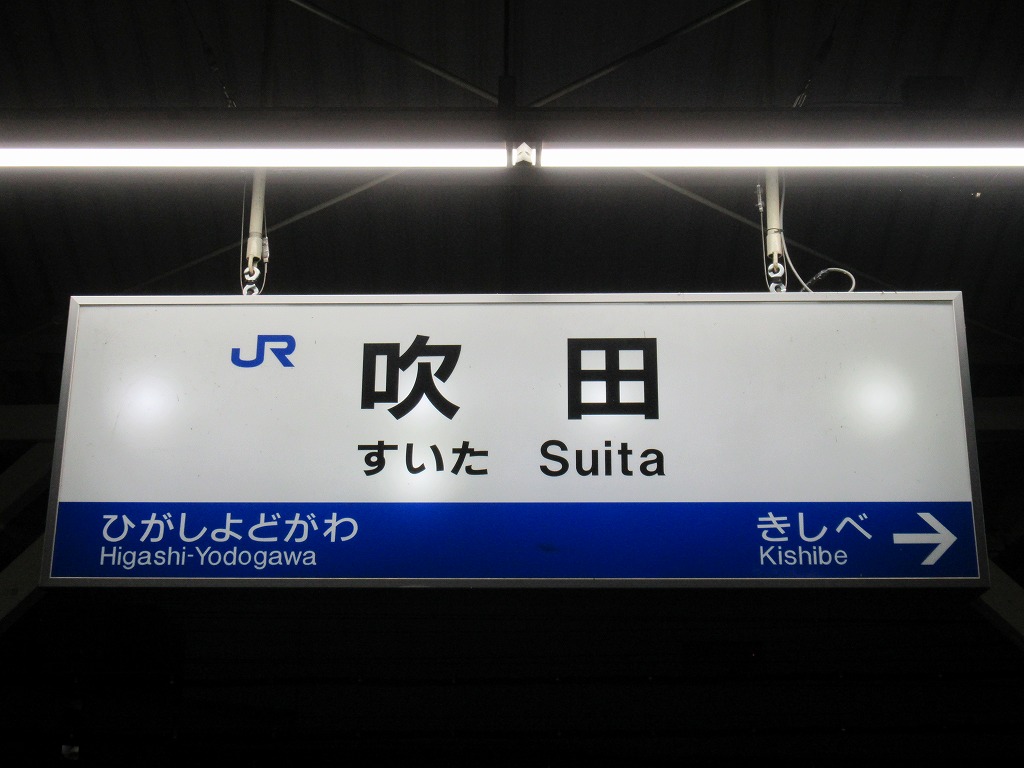 JR 吹田
すいた Suita
ひがしよどがわ きしべ →
Higashi-Yodogawa Kishibe